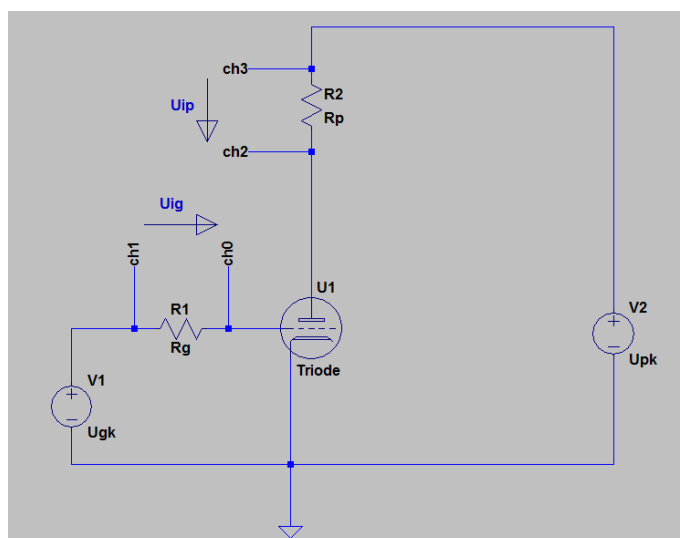 ch3
R2
Rp
Uip
ch2
Uig
ch1
ch0
U1
R1
Rg
V2
Triode
Upk
V1
Ugk